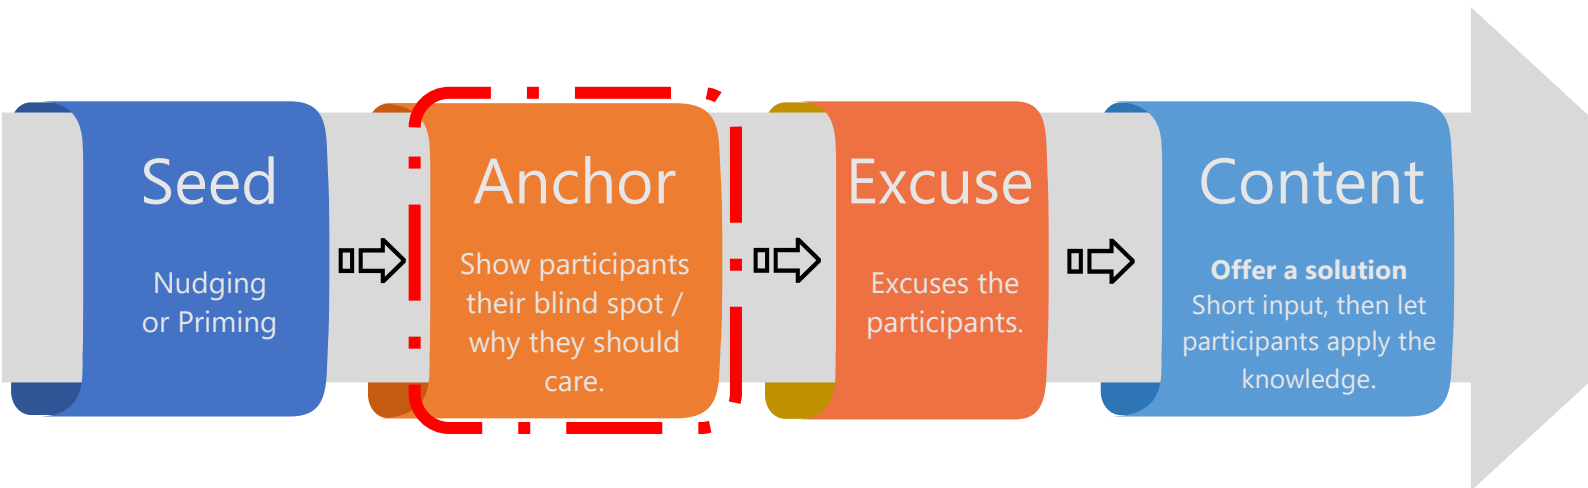 Seed
Nudging
or Priming
Anchor
Show participants
their blind spot /
why they should
care.
Excuse
Excuses the
participants.
Content
Offer a solution
Short input, then let
participants apply the
knowledge.